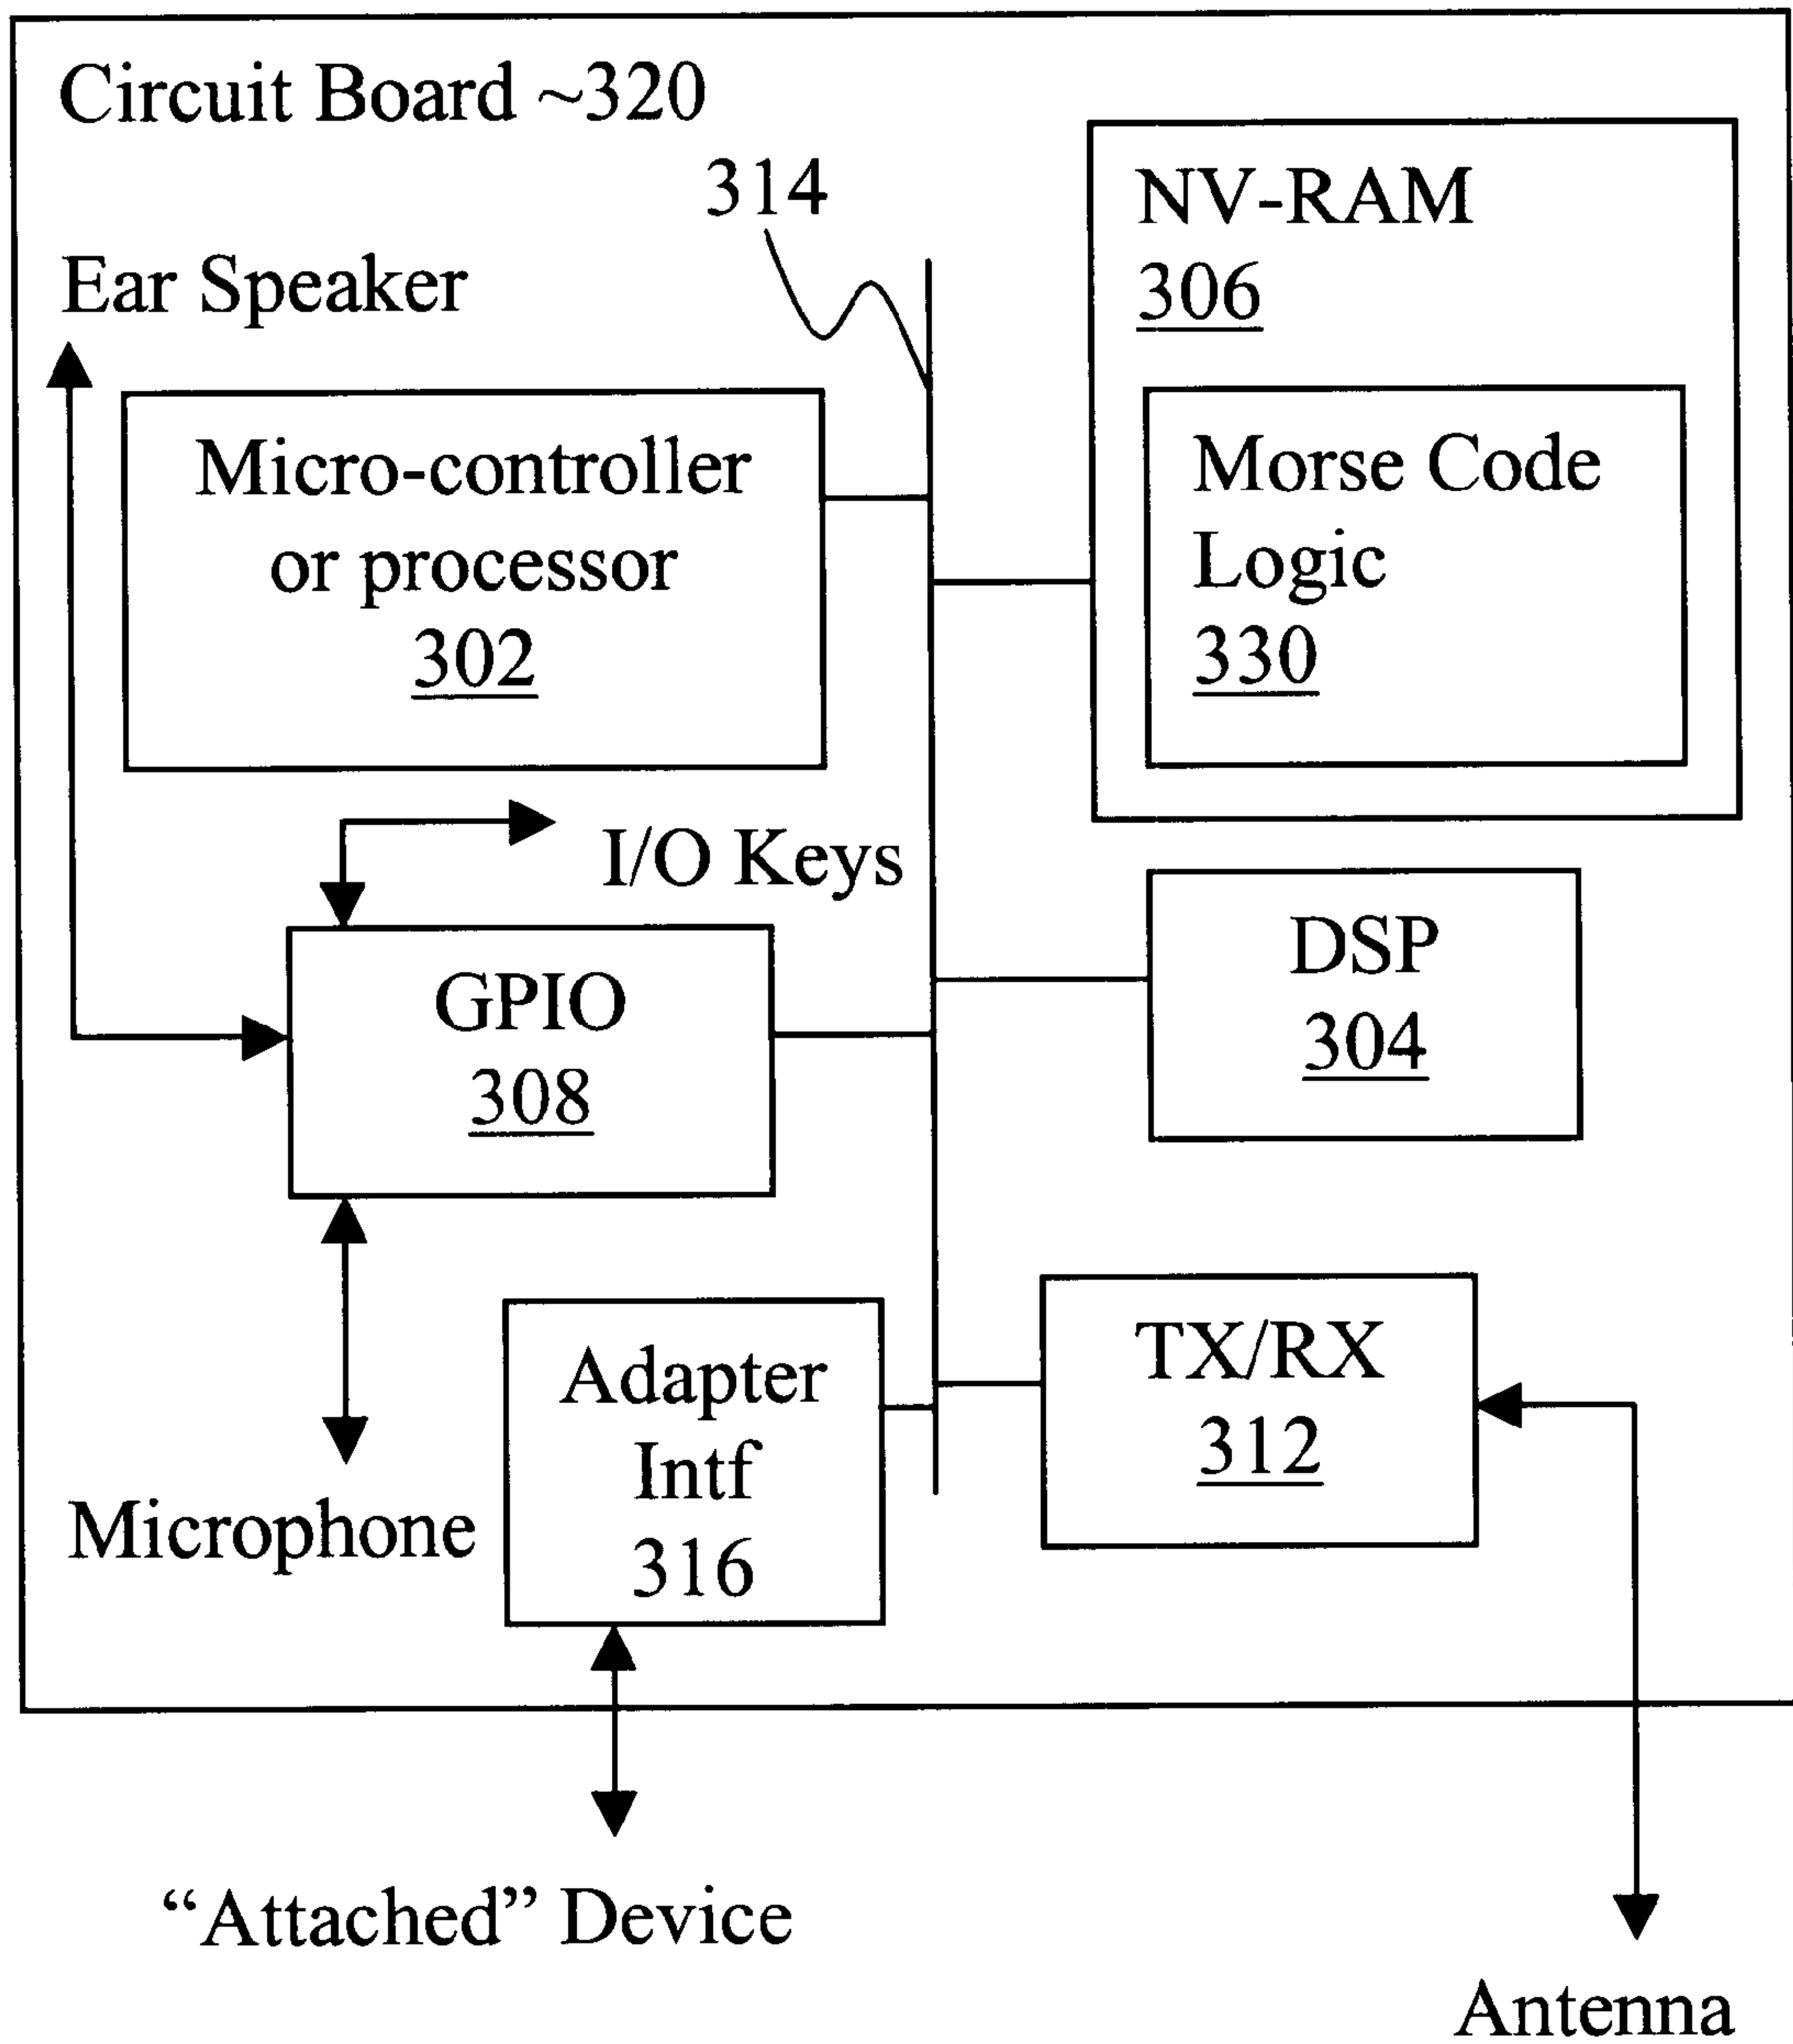 Circuit Board ~320
314
Ear Speaker
NV-RAM
306
Micro-controller
or processor
302
Morse Code
Logic
330
I/O Keys
GPIO
308
DSP
304
Adapter
Intf
316
TX/RX
312
Microphone
“Attached” Device
Antenna